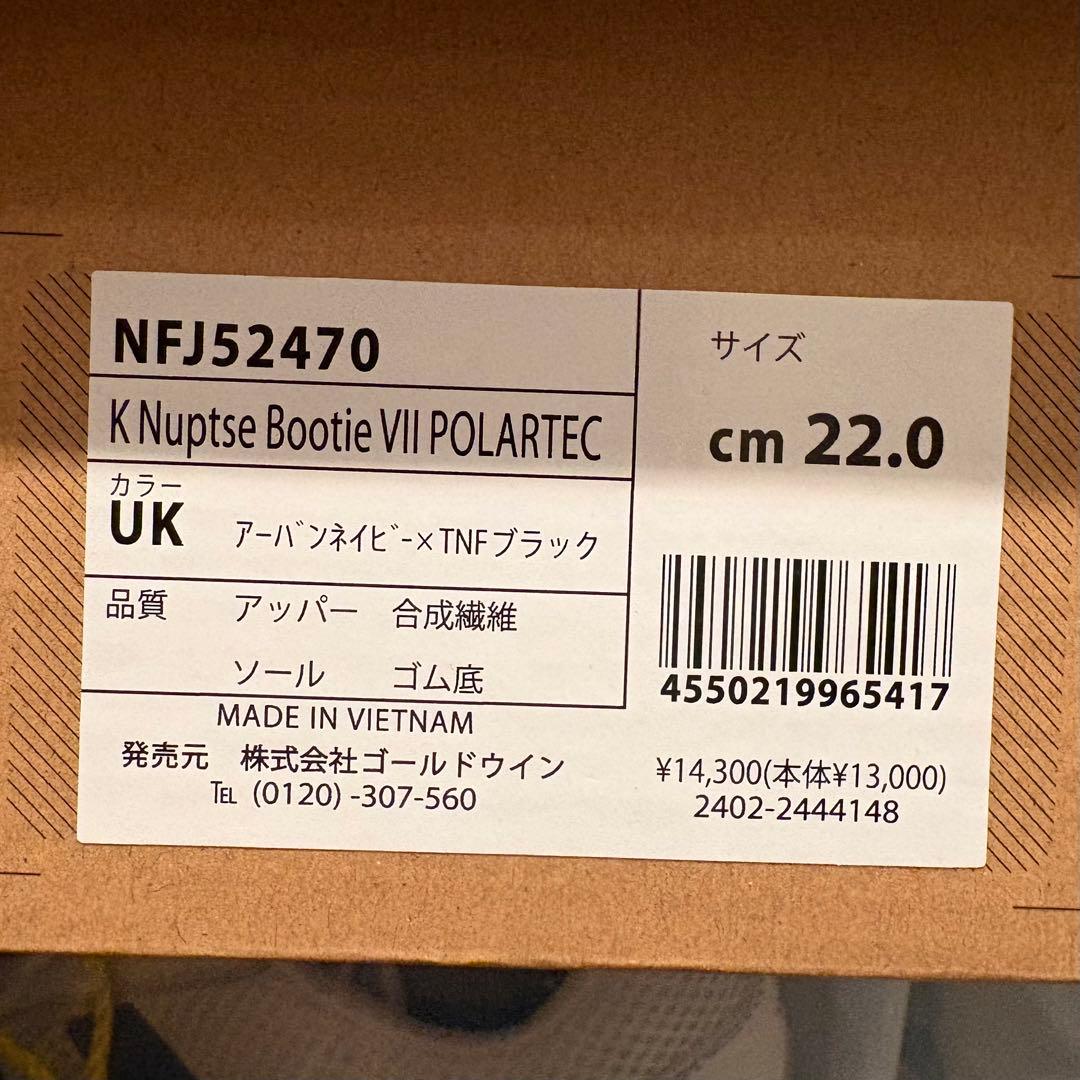 NFJ52470
K Nuptse Bootie VII POLARTEC
カラー
UK アーバンネイビー×TNFブラック
品質 アッパー 合成繊維
ソール ゴム底
MADE IN VIETNAM
発売元 株式会社ゴールドウイン
TEL (0120) -307-560
サイズ
cm 22.0
4550219965417
¥14,300(本体¥13,000)
2402-2444148